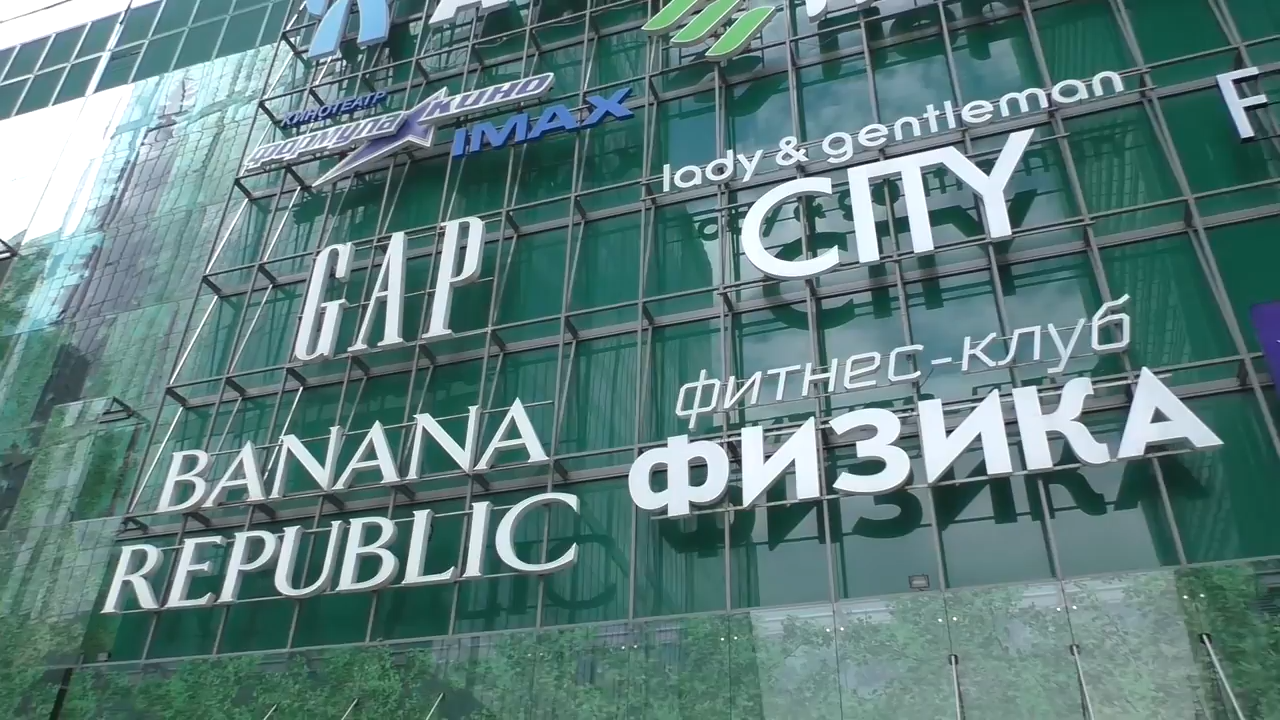 КИНОТЕАТР
формула кино
IMAX
GAP
BANANA
REPUBLIC
lady & gentleman
CITY
фитнес-клуб
ФИЗИКА
F